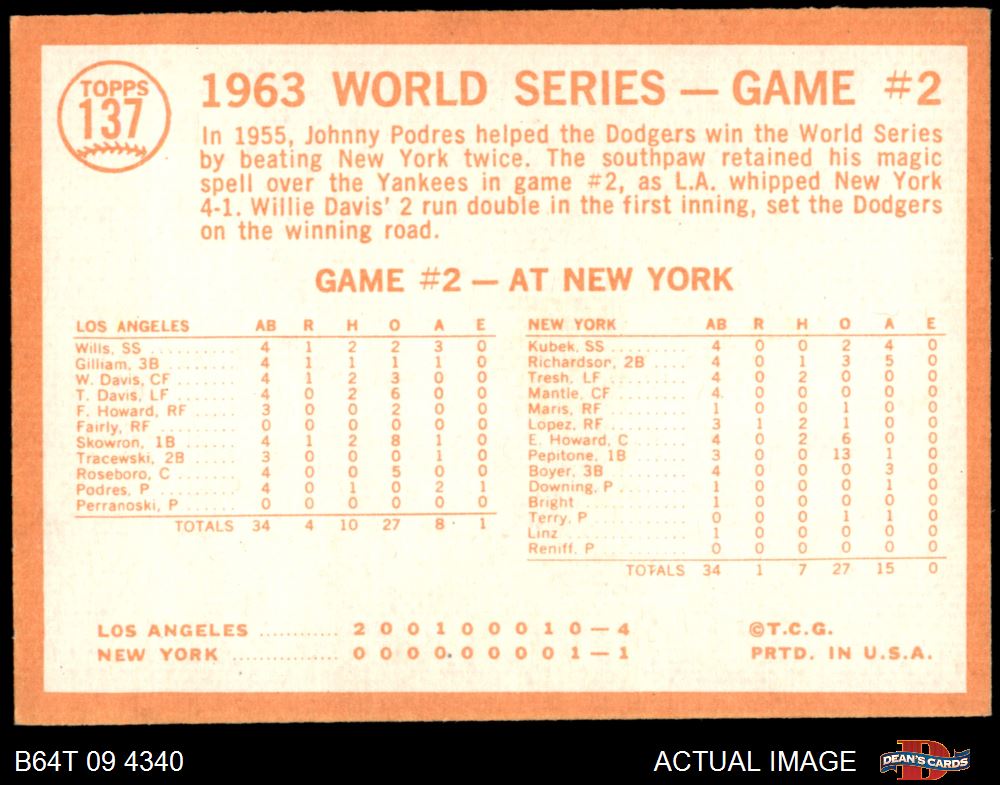 TOPPS
137
1963 WORLD SERIES — GAME #2
In 1955, Johnny Podres helped the Dodgers win the World Series
by beating New York twice. The southpaw retained his magic
spell over the Yankees in game #2, as L.A. whipped New York
4-1. Willie Davis' 2 run double in the first inning, set the Dodgers
on the winning road.
GAME #2 — AT NEW YORK
LOS ANGELES AB R H O A E
Wills, SS 4 1 2 2 3 0
Gilliam, 3B 4 1 1 1 1 0
W. Davis, CF 4 1 2 3 0 0
T. Davis, LF 4 0 2 6 0 0
F. Howard, RF 3 0 0 2 0 0
Fairly, RF 0 0 0 0 0 0
Skowron, 1B 4 1 2 8 1 0
Tracewski, 2B 3 0 0 0 1 0
Roseboro, C 4 0 0 5 0 0
Podres, P 4 0 1 0 2 1
Perranoski, P 0 0 0 0 0 0
TOTALS 34 4 10 27 8 1
NEW YORK AB R H O A E
Kubek, SS 4 0 0 2 4 0
Richardson, 2B 4 0 1 3 5 0
Tresh, LF 4 0 2 0 0 0
Mantle, CF 4 0 0 0 0 0
Maris, RF 1 0 0 1 0 0
Lopez, RF 3 1 2 1 0 0
E. Howard, C 4 0 2 6 0 0
Pepitone, 1B 3 0 0 13 1 0
Boyer, 3B 4 0 0 0 3 0
Downing, P 1 0 0 0 1 0
Bright 1 0 0 0 0 0
Terry, P 0 0 0 1 1 0
Linz 1 0 0 0 0 0
Reniff, P 0 0 0 0 0 0
TOTALS 34 1 7 27 15 0
LOS ANGELES 2 0 0 1 0 0 0 1 0 — 4
NEW YORK 0 0 0 0 0 0 0 0 1 — 1
©T.C.G.
PRTD. IN U.S.A.
B64T 09 4340
ACTUAL IMAGE
DEAN'S CARDS